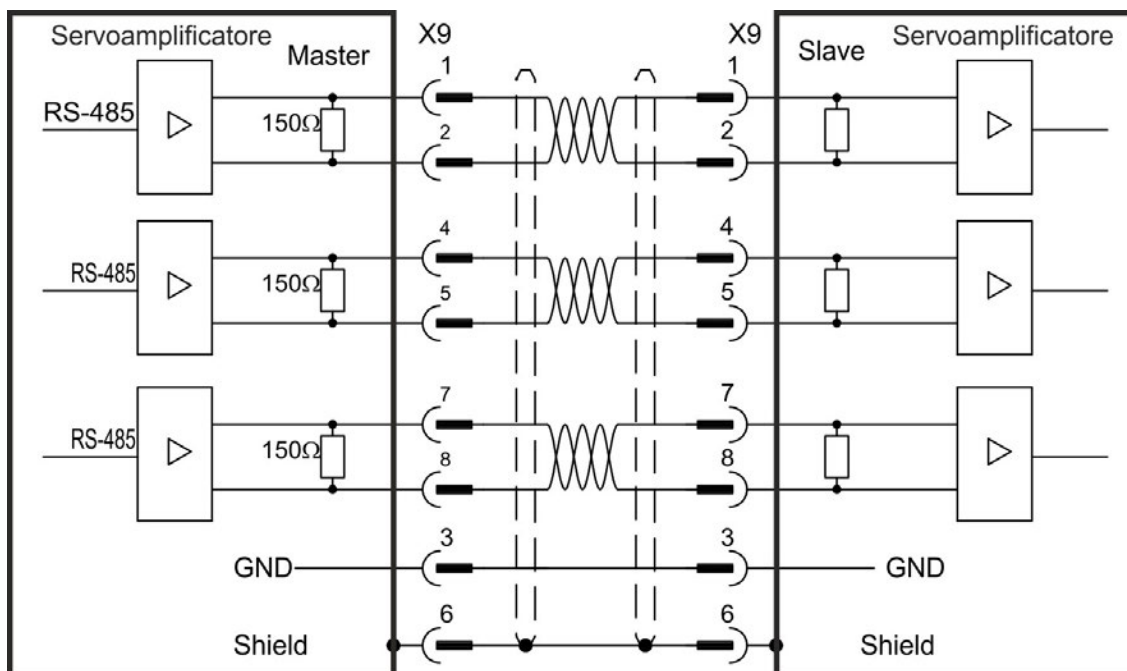 Servoamplificatore
X9
X9
Servoamplificatore
Master
Slave
1
1
RS-485
150Ω
2
2
4
4
RS-485
150Ω
5
5
7
7
RS-485
150Ω
8
8
3
3
GND
GND
6
6
Shield
Shield